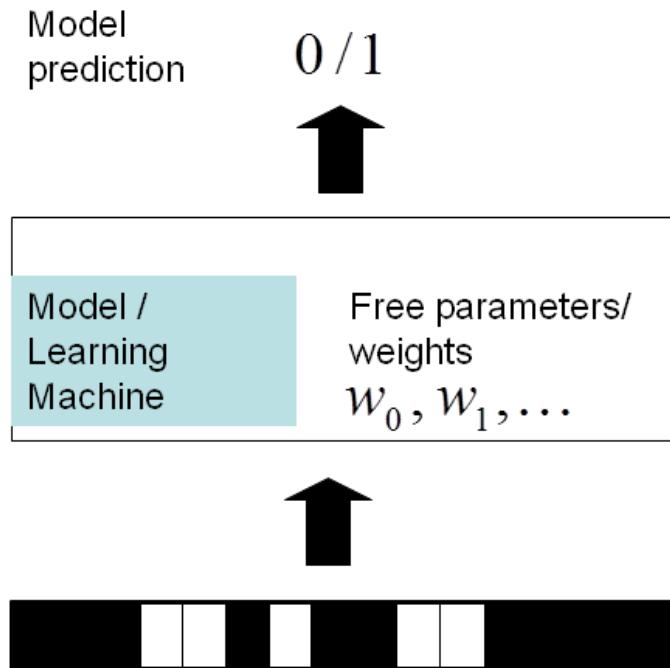 Model
prediction
0 / 1
Model /
Learning
Machine
Free parameters/
weights
w₀, w₁,…